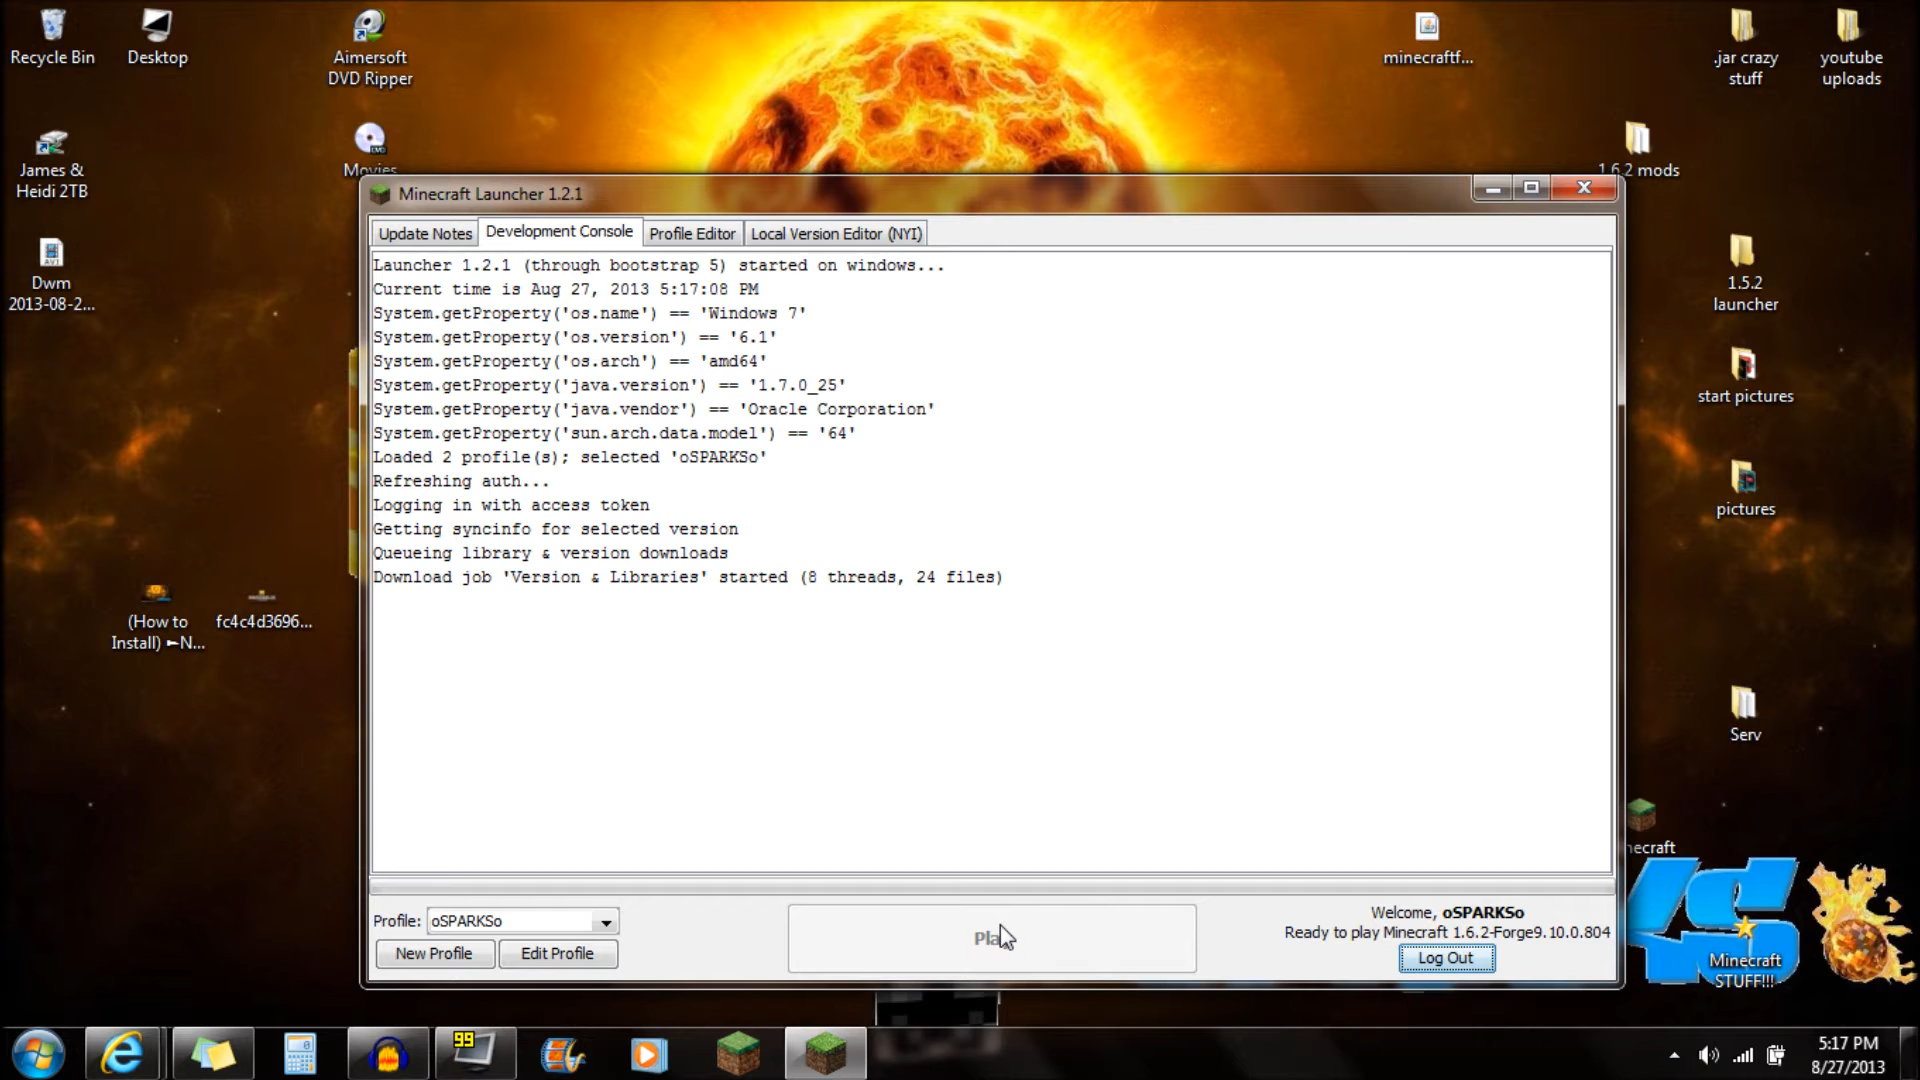 Recycle Bin
Desktop
Aimersoft
DVD Ripper
minecraftf...
.jar crazy
stuff
youtube
uploads
James &
Heidi 2TB
Movies
1.6.2 mods
Dwm
2013-08-2...
1.5.2
launcher
start pictures
pictures
(How to
Install) ►N...
fc4c4d3696...
Serv
necraft
Minecraft
STUFF!!!
Minecraft Launcher 1.2.1
Update Notes
Development Console
Profile Editor
Local Version Editor (NYI)
Launcher 1.2.1 (through bootstrap 5) started on windows...
Current time is Aug 27, 2013 5:17:08 PM
System.getProperty('os.name') == 'Windows 7'
System.getProperty('os.version') == '6.1'
System.getProperty('os.arch') == 'amd64'
System.getProperty('java.version') == '1.7.0_25'
System.getProperty('java.vendor') == 'Oracle Corporation'
System.getProperty('sun.arch.data.model') == '64'
Loaded 2 profile(s); selected 'oSPARKSo'
Refreshing auth...
Logging in with access token
Getting syncinfo for selected version
Queueing library & version downloads
Download job 'Version & Libraries' started (8 threads, 24 files)
Profile: oSPARKSo
New Profile
Edit Profile
Pla
Welcome, oSPARKSo
Ready to play Minecraft 1.6.2-Forge9.10.0.804
Log Out
99
5:17 PM
8/27/2013